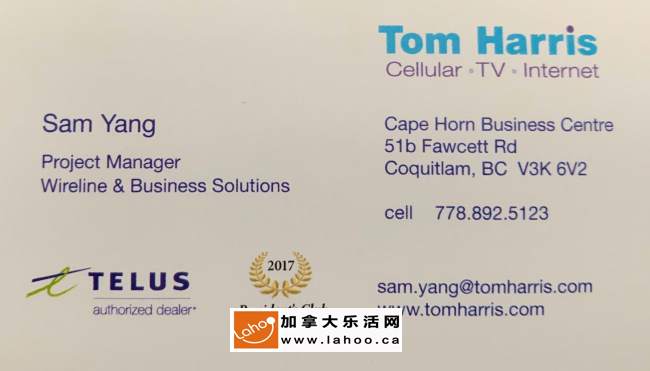 Tom Harris
Cellular • TV • Internet
Sam Yang
Project Manager
Wireline & Business Solutions
Cape Horn Business Centre
51b Fawcett Rd
Coquitlam, BC V3K 6V2
cell 778.892.5123
TELUS
authorized dealer
2017
sam.yang@tomharris.com
www.tomharris.com
Lahoo
加拿大乐活网
www.lahoo.ca